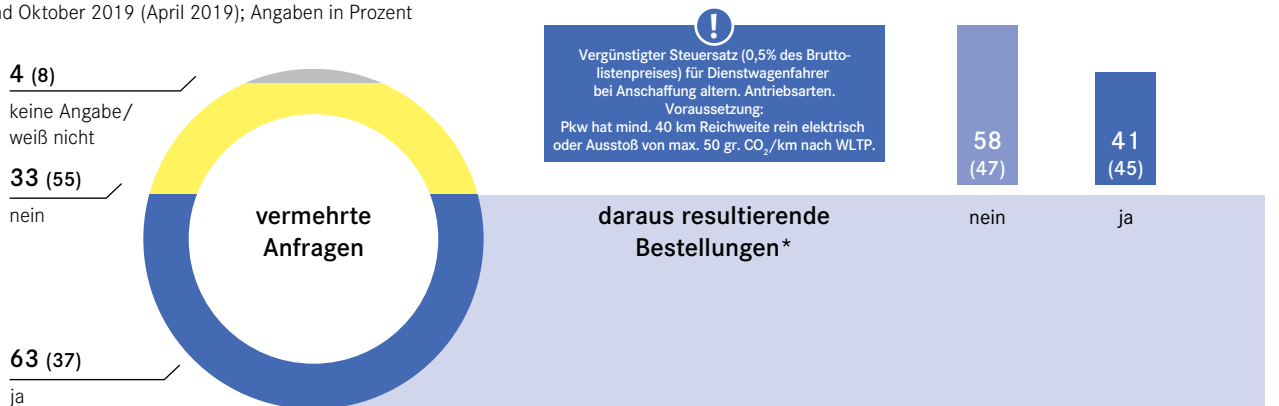 Oktober 2019 (April 2019); Angaben in Prozent
4 (8)
keine Angabe/
weiß nicht
33 (55)
nein
63 (37)
ja
vermehrte
Anfragen
!
Vergünstigter Steuersatz (0,5% des Brutto-
listenpreises) für Dienstwagenfahrer
bei Anschaffung altern. Antriebsarten.
Voraussetzung:
Pkw hat mind. 40 km Reichweite rein elektrisch
oder Ausstoß von max. 50 gr. CO₂/km nach WLTP.
daraus resultierende
Bestellungen*
58
(47)
nein
41
(45)
ja